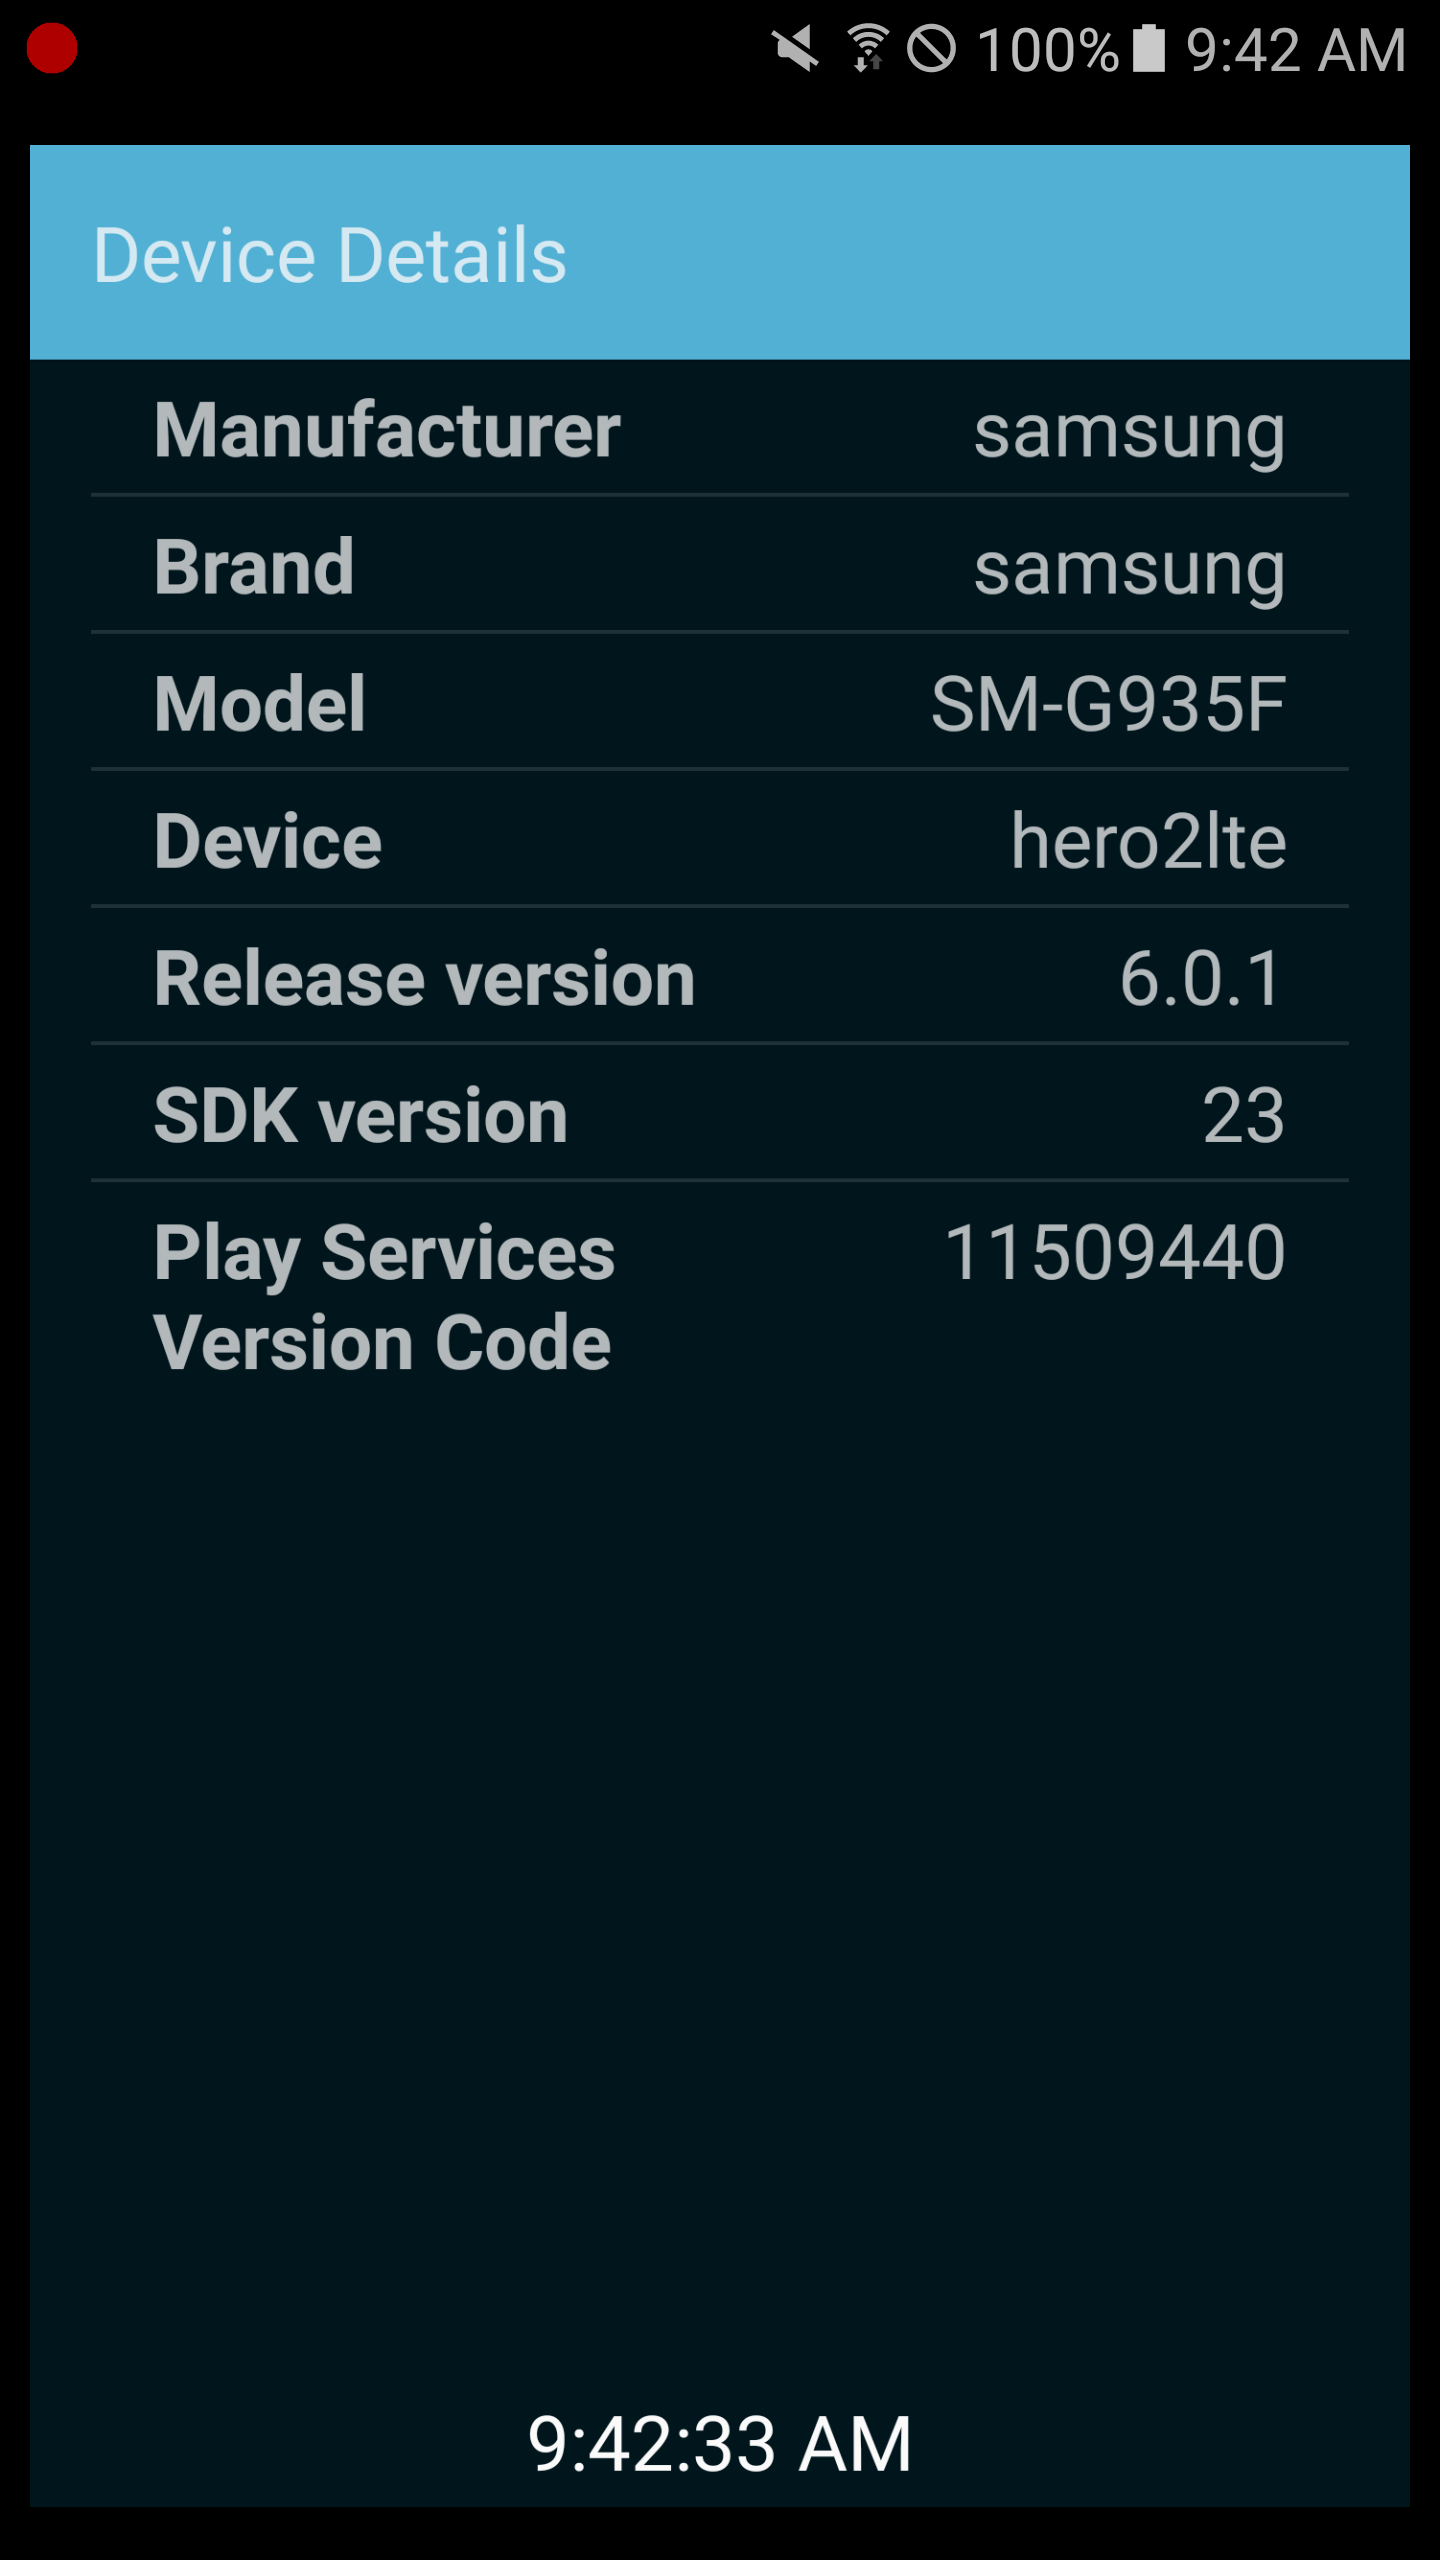 100% 9:42 AM
Device Details
Manufacturer samsung
Brand samsung
Model SM-G935F
Device hero2lte
Release version 6.0.1
SDK version 23
Play Services 11509440
Version Code
9:42:33 AM